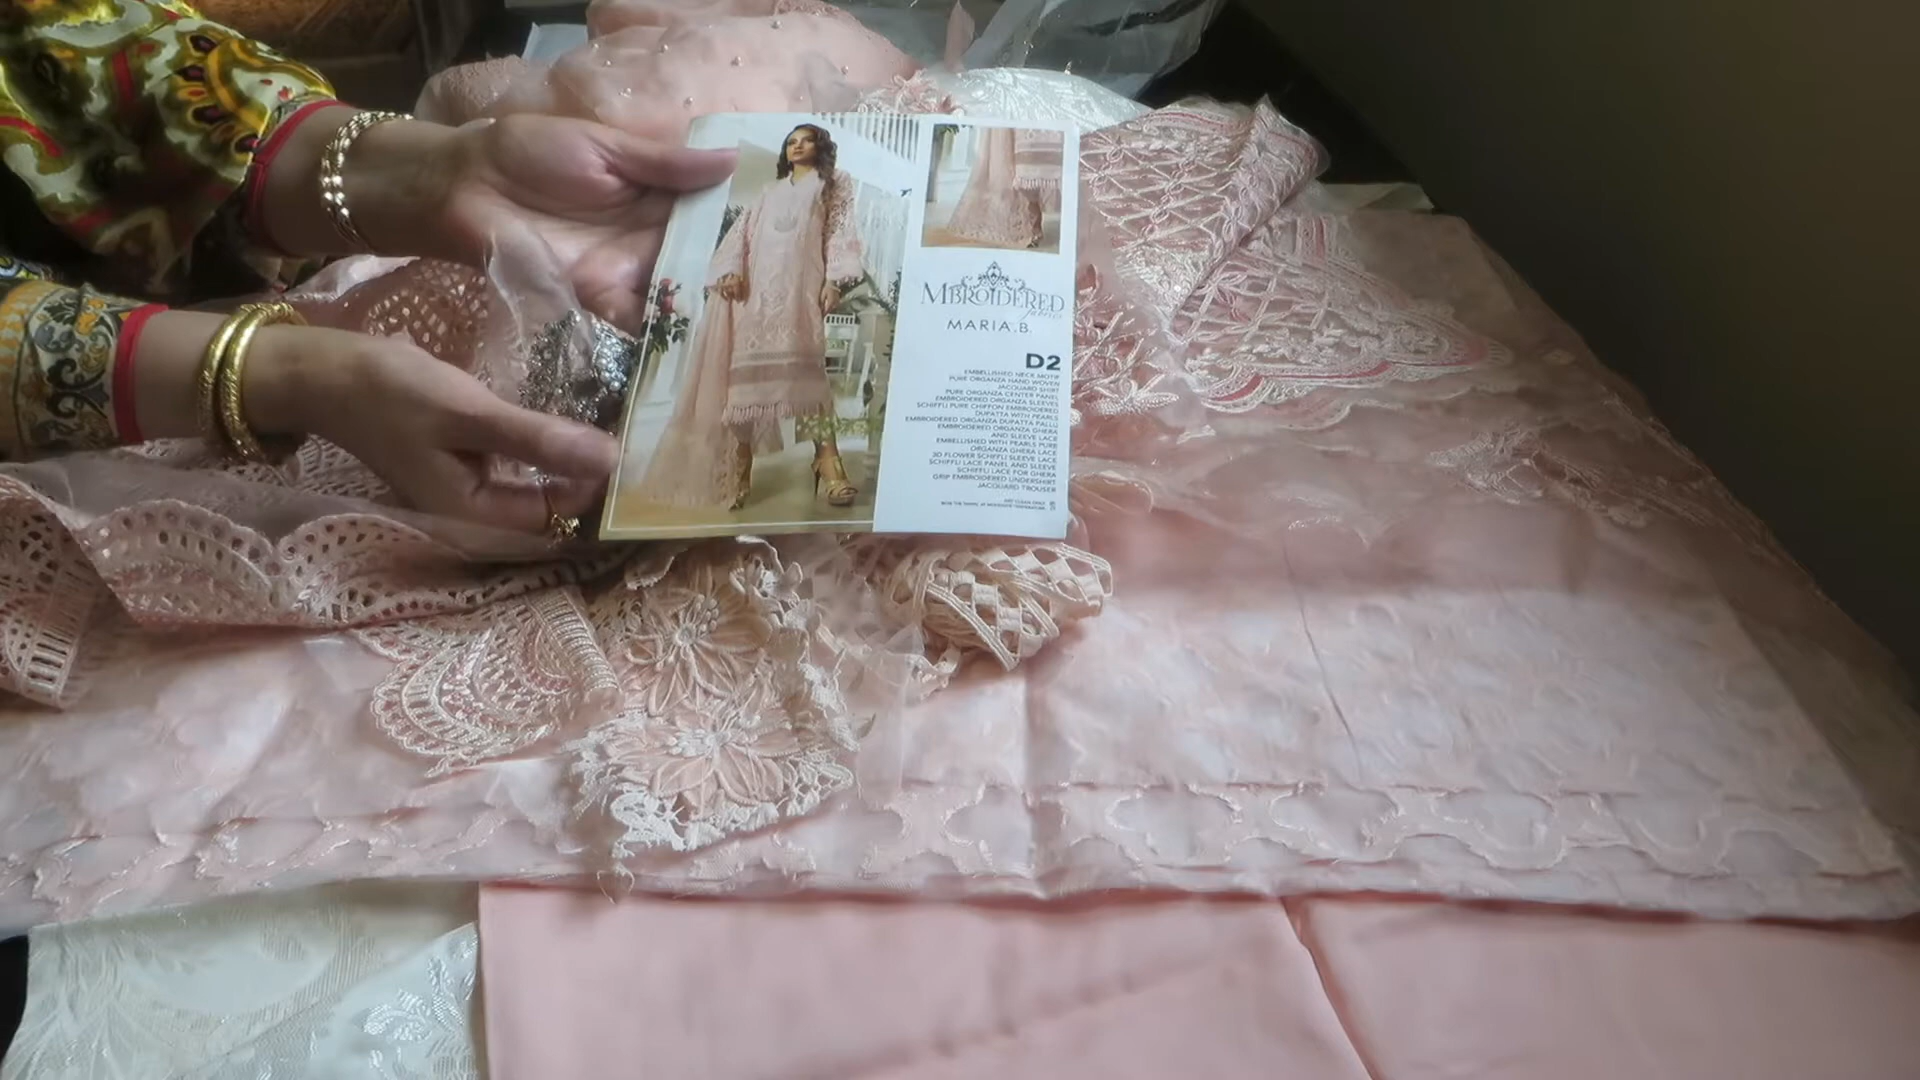 MBROIDERED
MARIA.B.
D2
EMBELLISHED NECK MOTIF
PURE ORGANZA HAND WOVEN
JACQUARD SHIRT
PURE ORGANZA CENTER PANEL
EMBROIDERED ORGANZA SLEEVES
SCHIFFLI PURE CHIFFON EMBROIDERED
DUPATTA WITH PEARLS
EMBROIDERED ORGANZA DUPATTA PALLU
EMBROIDERED ORGANZA GHERA
AND SLEEVE LACE
EMBELLISHED WITH PEARLS PURE
ORGANZA GHERA LACE
3D FLOWER SCHIFFLI SLEEVE LACE
SCHIFFLI LACE PANEL AND SLEEVE
SCHIFFLI LACE FOR GHERA
GRIP EMBROIDERED UNDERSHIRT
JACQUARD TROUSER